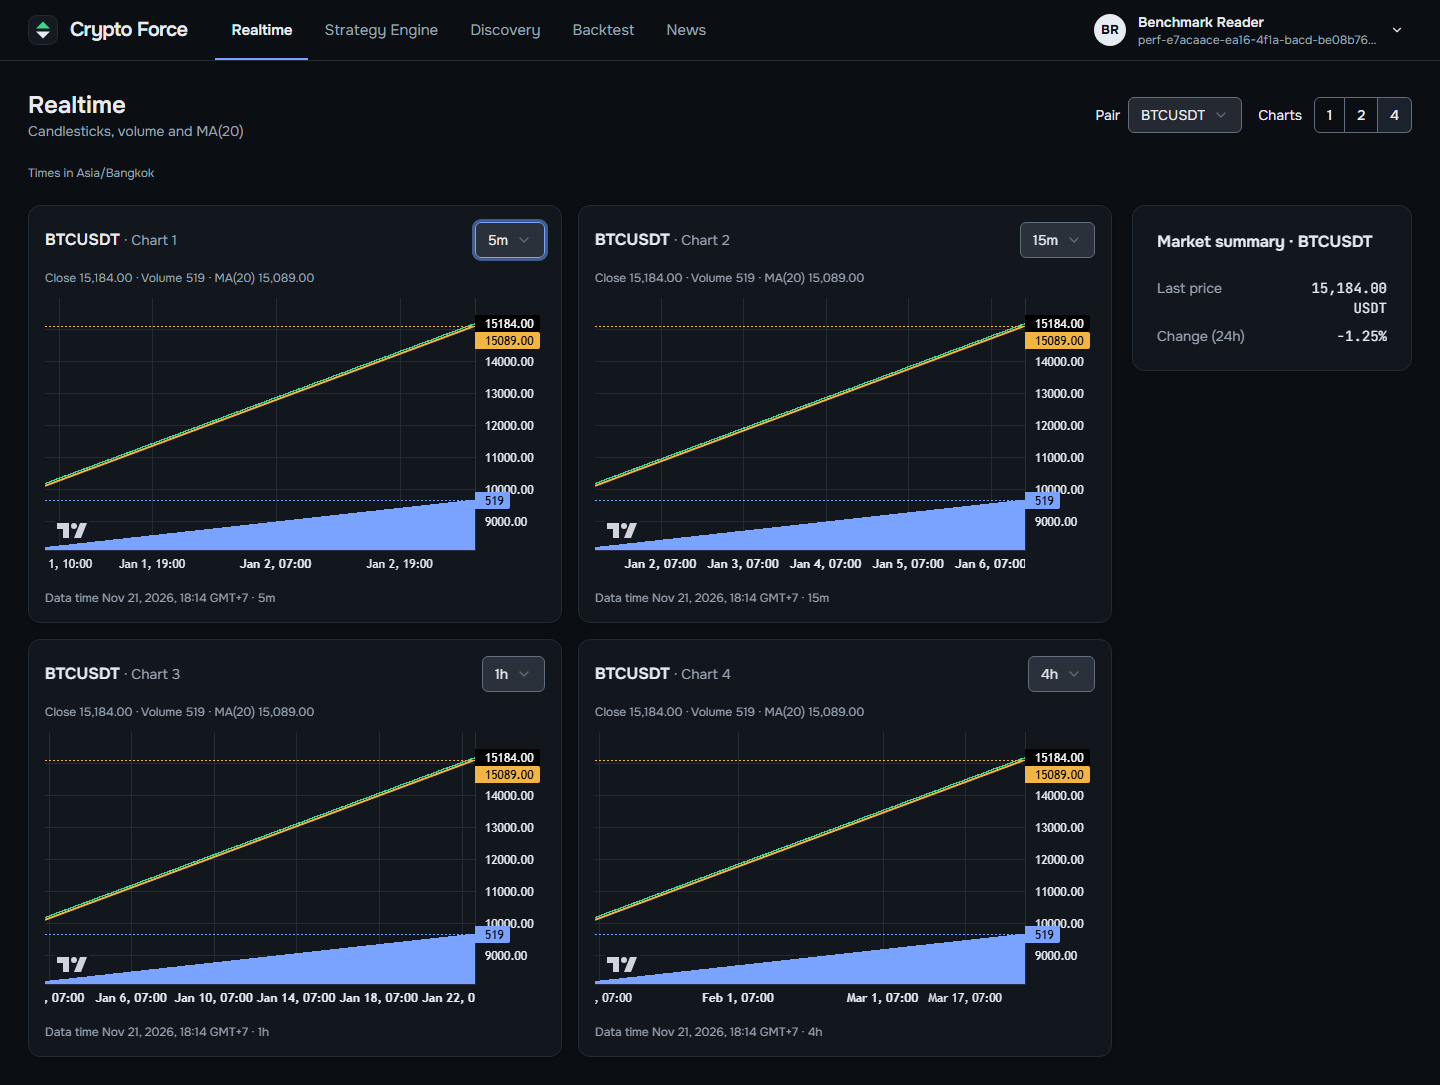 Crypto Force
Realtime
Strategy Engine
Discovery
Backtest
News
BR
Benchmark Reader
perf-e7acaace-ea16-4f1a-bacd-be08b76...
Realtime
Candlesticks, volume and MA(20)
Pair
BTCUSDT
Charts
1
2
4
Times in Asia/Bangkok
BTCUSDT · Chart 1
5m
Close 15,184.00 · Volume 519 · MA(20) 15,089.00
15184.00
15089.00
14000.00
13000.00
12000.00
11000.00
10000.00
519
9000.00
1, 10:00
Jan 1, 19:00
Jan 2, 07:00
Jan 2, 19:00
Data time Nov 21, 2026, 18:14 GMT+7 · 5m
BTCUSDT · Chart 2
15m
Close 15,184.00 · Volume 519 · MA(20) 15,089.00
15184.00
15089.00
14000.00
13000.00
12000.00
11000.00
10000.00
519
9000.00
Jan 2, 07:00
Jan 3, 07:00
Jan 4, 07:00
Jan 5, 07:00
Jan 6, 07:00
Data time Nov 21, 2026, 18:14 GMT+7 · 15m
Market summary · BTCUSDT
Last price
15,184.00
USDT
Change (24h)
-1.25%
BTCUSDT · Chart 3
1h
Close 15,184.00 · Volume 519 · MA(20) 15,089.00
15184.00
15089.00
14000.00
13000.00
12000.00
11000.00
10000.00
519
9000.00
, 07:00
Jan 6, 07:00
Jan 10, 07:00
Jan 14, 07:00
Jan 18, 07:00
Jan 22, 0
Data time Nov 21, 2026, 18:14 GMT+7 · 1h
BTCUSDT · Chart 4
4h
Close 15,184.00 · Volume 519 · MA(20) 15,089.00
15184.00
15089.00
14000.00
13000.00
12000.00
11000.00
10000.00
519
9000.00
, 07:00
Feb 1, 07:00
Mar 1, 07:00
Mar 17, 07:00
Data time Nov 21, 2026, 18:14 GMT+7 · 4h